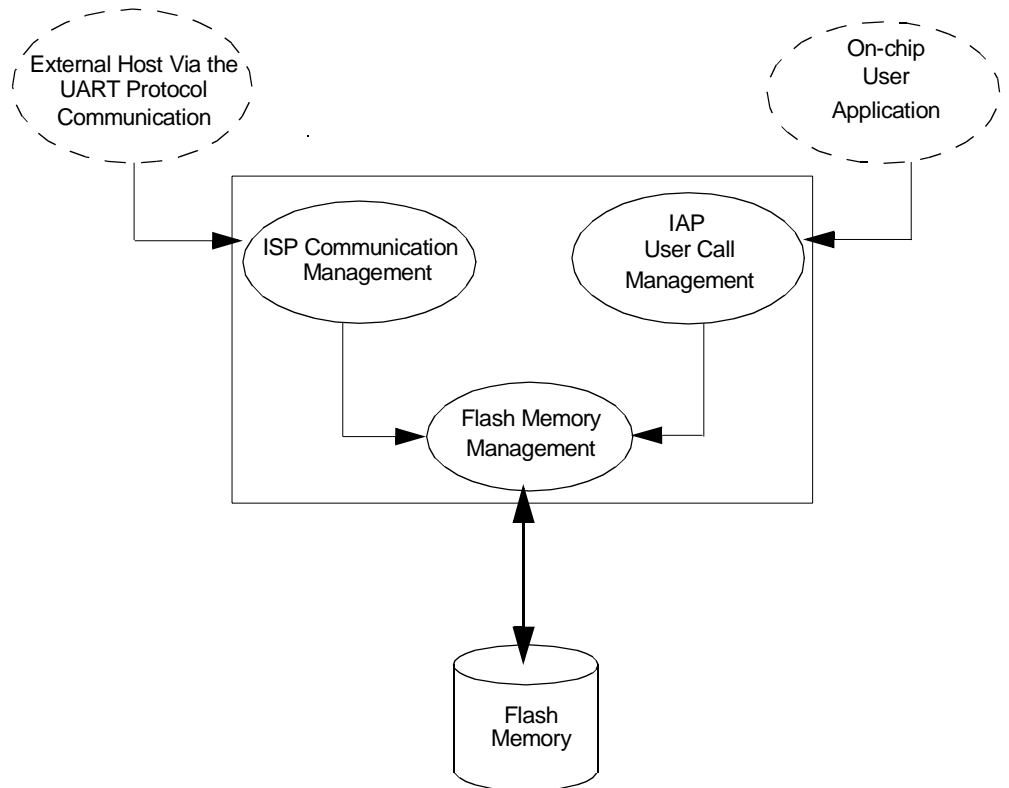 External Host Via the
UART Protocol
Communication
On-chip
User
Application
ISP Communication
Management
IAP
User Call
Management
Flash Memory
Management
Flash
Memory